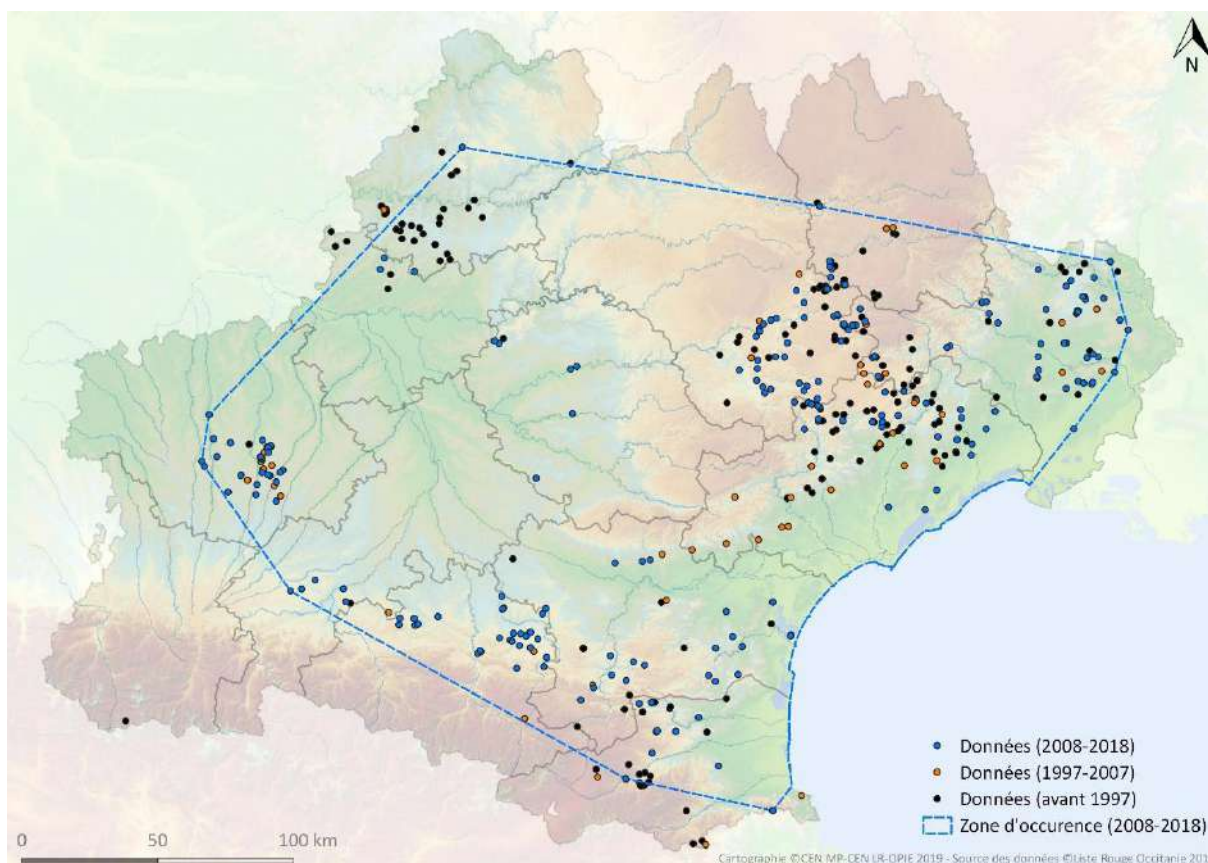 N
Données (2008-2018)
Données (1997-2007)
Données (avant 1997)
Zone d'occurence (2008-2018)
0 50 100 km
Cartographie ©CEN MP-CEN LR-OPIE 2019 - Source des données ©Liste Rouge Occitanie 201